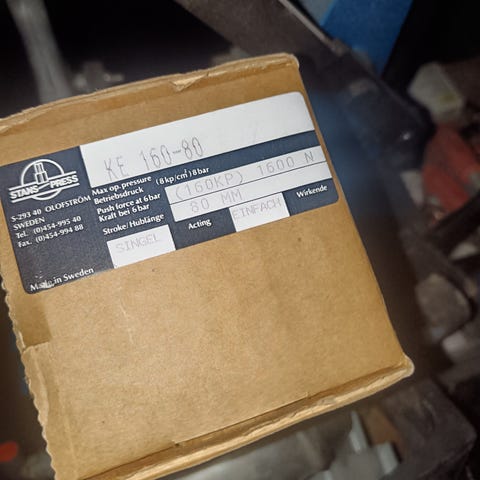 KE 160-80
STANS PRESS
S-293 40 OLOFSTRÖM
SWEDEN
Tel. (0)454-995 40
Fax. (0)454-994 88
Max op. pressure
Betriebsdruck (8 kp/cm²) 8 bar
Push force at 6 bar
Kraft bei 6 bar (160KP) 1600 N
Stroke/Hublänge 80 MM
SINGEL Acting EINFACH Wirkende
Made in Sweden